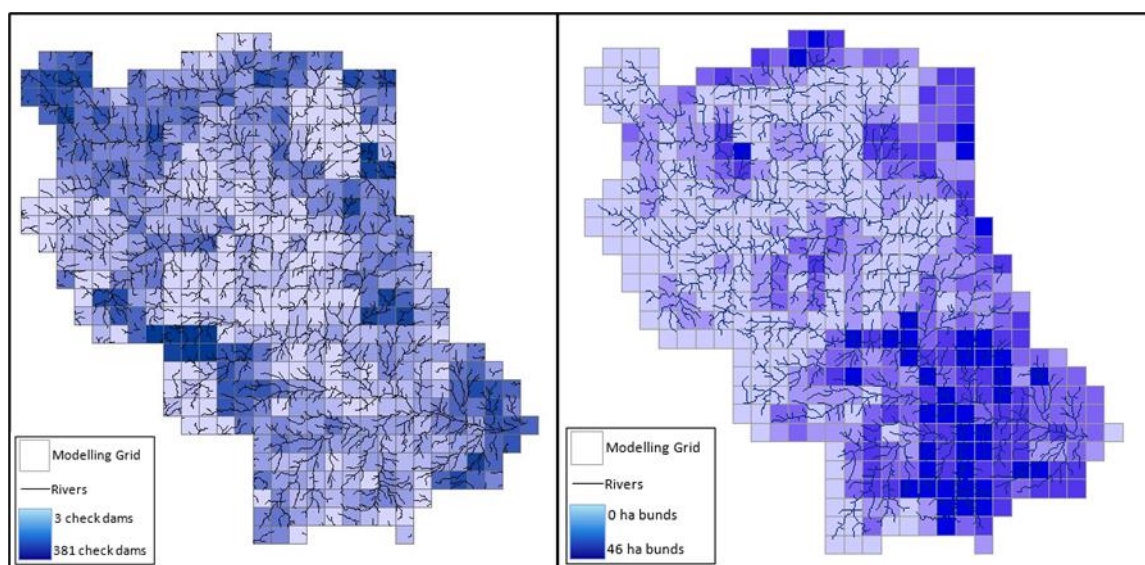 Modelling Grid
Rivers
3 check dams
381 check dams
Modelling Grid
Rivers
0 ha bunds
46 ha bunds